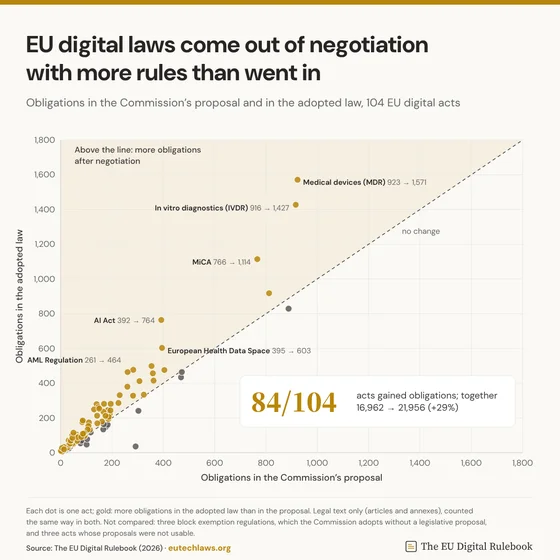 EU digital laws come out of negotiation
with more rules than went in
Obligations in the Commission's proposal and in the adopted law, 104 EU digital acts
1,800
Above the line: more obligations
after negotiation
1,600
Medical devices (MDR) 923 → 1,571
In vitro diagnostics (IVDR) 916 → 1,427
1,400
no change
1,200
MiCA 766 → 1,114
1,000
Obligations in the adopted law
800
AI Act 392 → 764
600
European Health Data Space 395 → 603
AML Regulation 261 → 464
400
84/104
acts gained obligations; together
16,962 → 21,956 (+29%)
200
0
0 200 400 600 800 1,000 1,200 1,400 1,600 1,800
Obligations in the Commission's proposal
Each dot is one act; gold: more obligations in the adopted law than in the proposal. Legal text only (articles and annexes), counted
the same way in both. Not compared: three block exemption regulations, which the Commission adopts without a legislative proposal,
and three acts whose proposals were not usable.
Source: The EU Digital Rulebook (2026) · eutechlaws.org
The EU Digital Rulebook